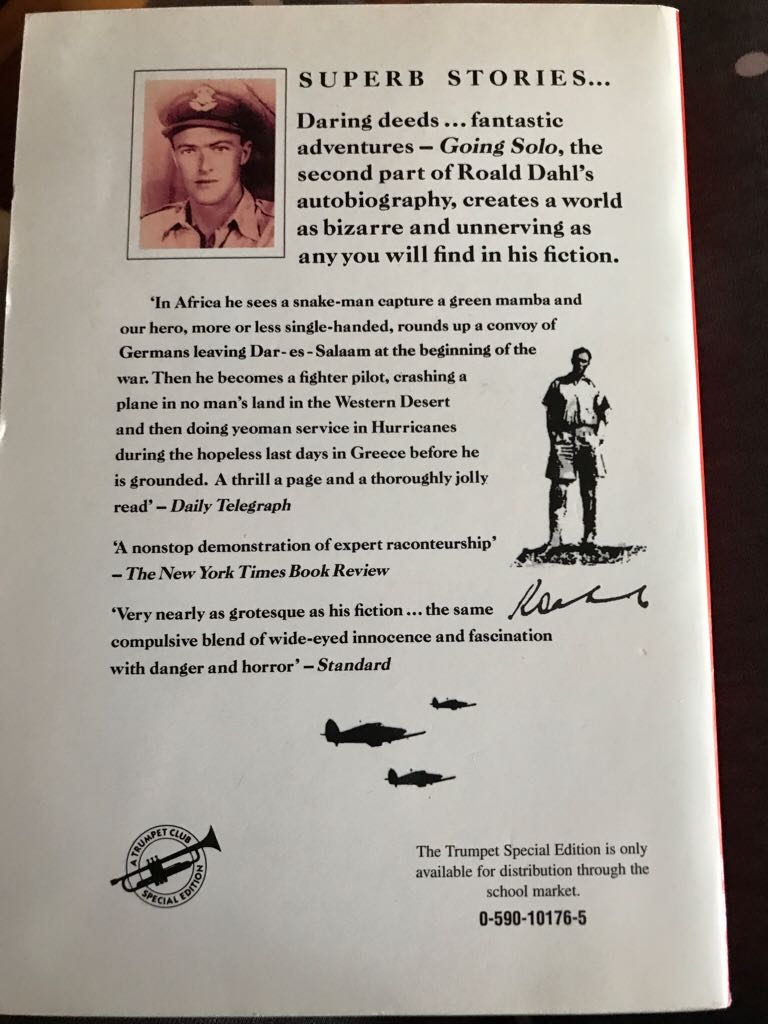 SUPERB STORIES...
Daring deeds ... fantastic
adventures – Going Solo, the
second part of Roald Dahl's
autobiography, creates a world
as bizarre and unnerving as
any you will find in his fiction.
'In Africa he sees a snake-man capture a green mamba and
our hero, more or less single-handed, rounds up a convoy of
Germans leaving Dar-es-Salaam at the beginning of the
war. Then he becomes a fighter pilot, crashing a
plane in no man's land in the Western Desert
and then doing yeoman service in Hurricanes
during the hopeless last days in Greece before he
is grounded. A thrill a page and a thoroughly jolly
read' – Daily Telegraph
'A nonstop demonstration of expert raconteurship'
– The New York Times Book Review
'Very nearly as grotesque as his fiction ... the same
compulsive blend of wide-eyed innocence and fascination
with danger and horror' – Standard
A TRUMPET CLUB
SPECIAL EDITION
The Trumpet Special Edition is only
available for distribution through the
school market.
0-590-10176-5